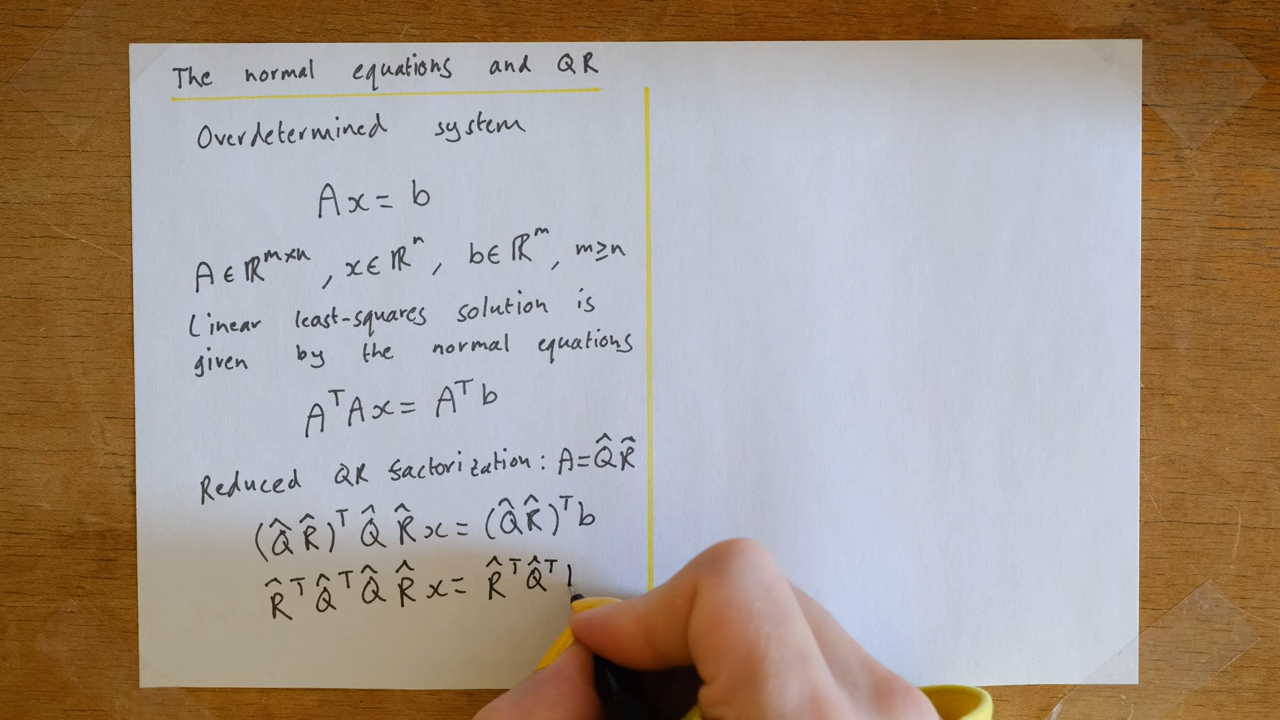 The normal equations and QR
Overdetermined system
Ax = b
A ∈ ℝ^{m×n}, x ∈ ℝ^n, b ∈ ℝ^m, m ≥ n
Linear least-squares solution is
given by the normal equations
A^T A x = A^T b
Reduced QR factorization: A = Q̂R̂
(Q̂R̂)^T Q̂ R̂ x = (Q̂R̂)^T b
R̂^T Q̂^T Q̂ R̂ x = R̂^T Q̂^T